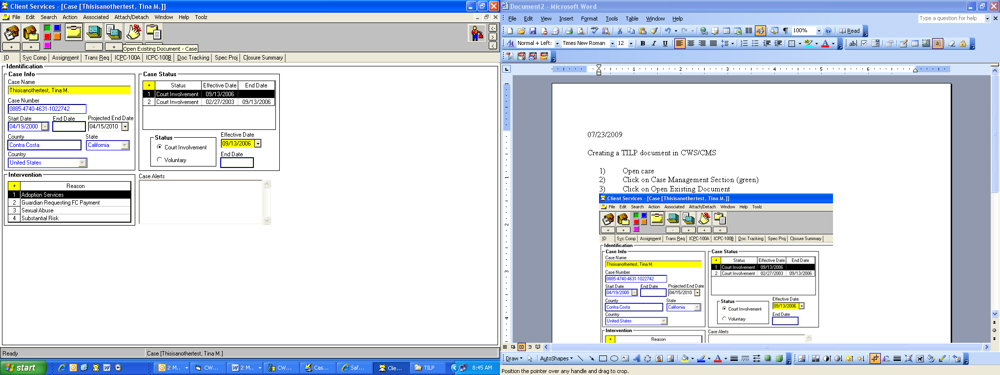 Client Services - [Case [Thisisanothertest, Tina M.]]
File Edit Search Action Associated Attach/Detach Window Help Toolz
+ + + +
Open Existing Document - Case
ID Svc Comp Assignment Trans Req ICPC-100A ICPC-100B Doc Tracking Spec Proj Closure Summary
Identification
Case Info
Case Name
Thisisanothertest, Tina M.
Case Number
0885-4740-4631-1022742
Start Date End Date Projected End Date
04/19/2000 04/15/2010
County State
Contra Costa California
Country
United States
Case Status
+ Status Effective Date End Date
1 Court Involvement 09/13/2006
2 Court Involvement 02/27/2003 09/13/2006
Status
Court Involvement
Voluntary
Effective Date
09/13/2006
End Date
Intervention
+ Reason
1 Adoption Services
2 Guardian Requesting FC Payment
3 Sexual Abuse
4 Substantial Risk
Case Alerts
Ready Case [Thisisanothertest, Tina M.]
start 2 M... CW... 2 M... CW... Cas... Saf... Clie... TILP 8:45 AM
Document2 - Microsoft Word
File Edit View Insert Format Tools Table Window Help Type a question for help
100% Read
Normal + Left: Times New Roman 12 B I U
1 2 3 4 5 6 7
07/23/2009
Creating a TILP document in CWS/CMS
1) Open case
2) Click on Case Management Section (green)
3) Click on Open Existing Document
Client Services - [Case [Thisisanothertest, Tina M.]]
File Edit Search Action Associated Attach/Detach Window Help Toolz
+ + + + + +
ID Svc Comp Assignment Trans Req ICPC-100A ICPC-100B Doc Tracking Spec Proj Closure Summary
Identification
Case Info
Case Name
Thisisanothertest, Tina M.
Case Number
0885-4740-4631-1022742
Start Date End Date Projected End Date
04/19/2000 04/15/2010
County State
Contra Costa California
Country
United States
Case Status
+ Status Effective Date End Date
1 Court Involvement 09/13/2006
2 Court Involvement 02/27/2003 09/13/2006
Status
Court Involvement
Voluntary
Effective Date
09/13/2006
End Date
Intervention
+ Reason
Case Alerts
Draw AutoShapes
Position the pointer over any handle and drag to crop.